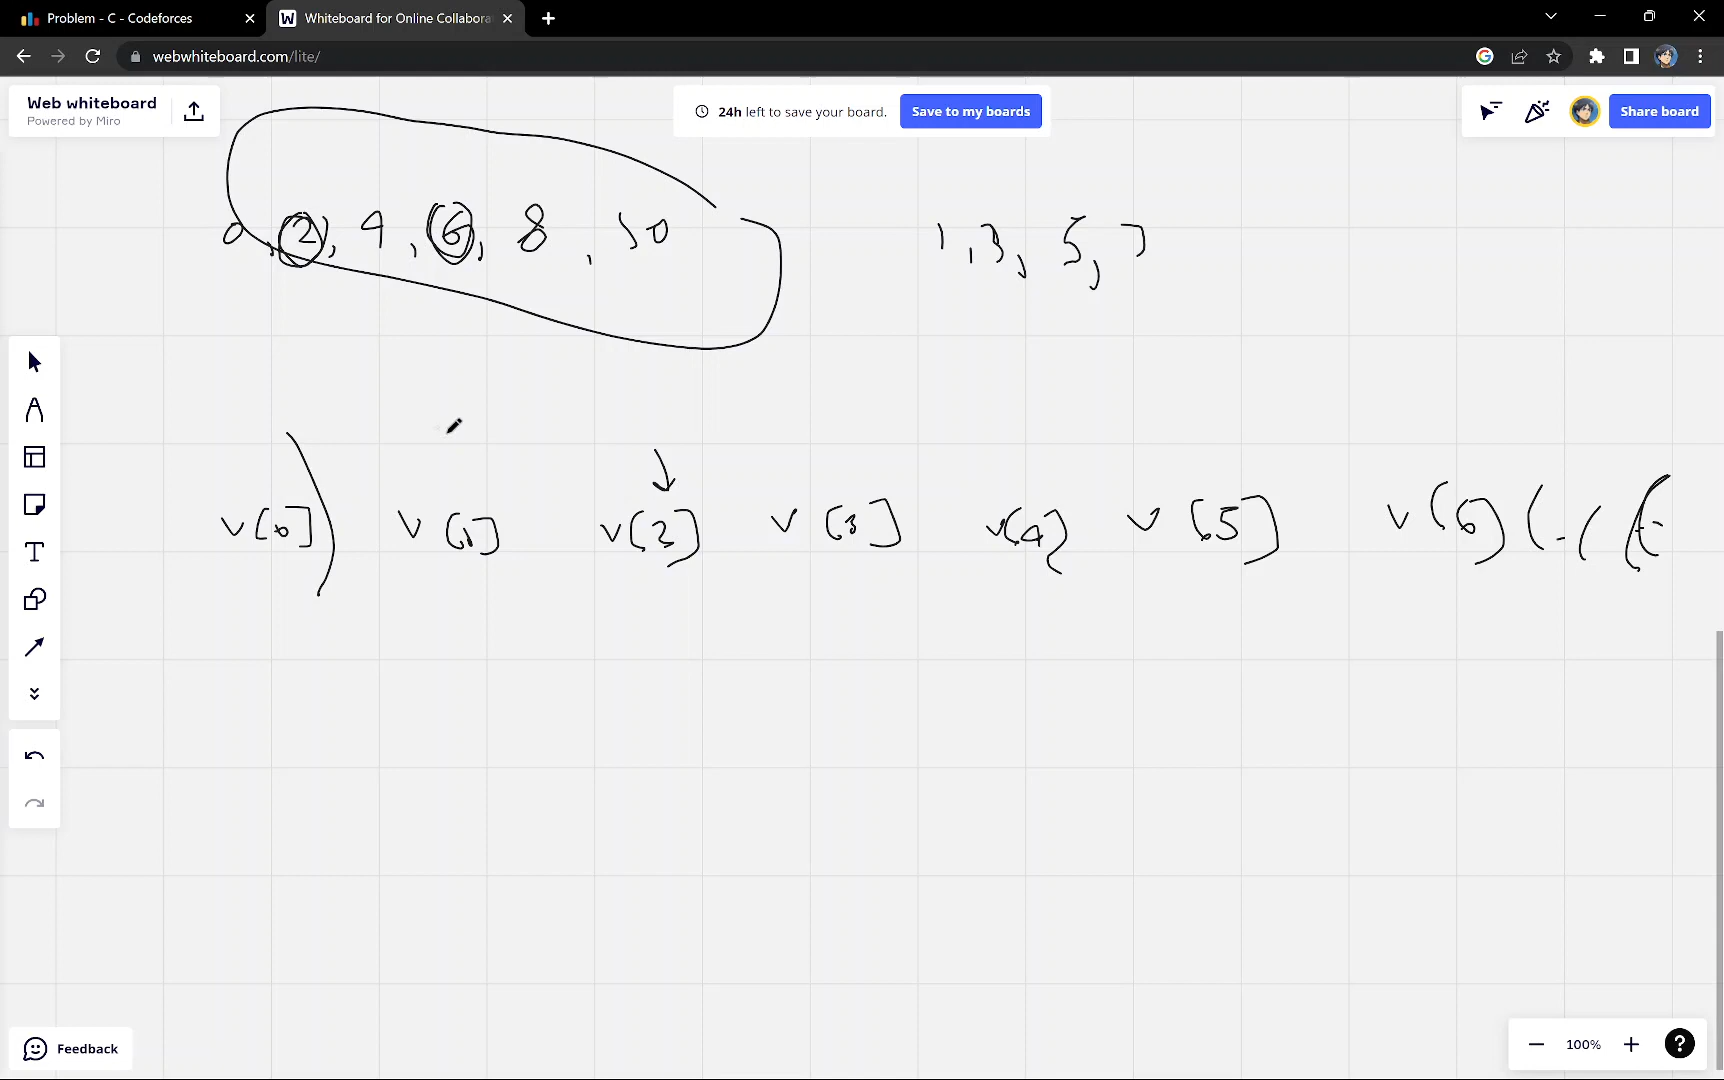 Problem - C - Codeforces
Whiteboard for Online Collabora
webwhiteboard.com/lite/
Web whiteboard
Powered by Miro
24h left to save your board.
Save to my boards
Share board
0, 2, 4, 6, 8, 10
1, 3, 5, 7
v[0] v[1] v[2] v[3] v[4] v[5] v[6]
Feedback
100%